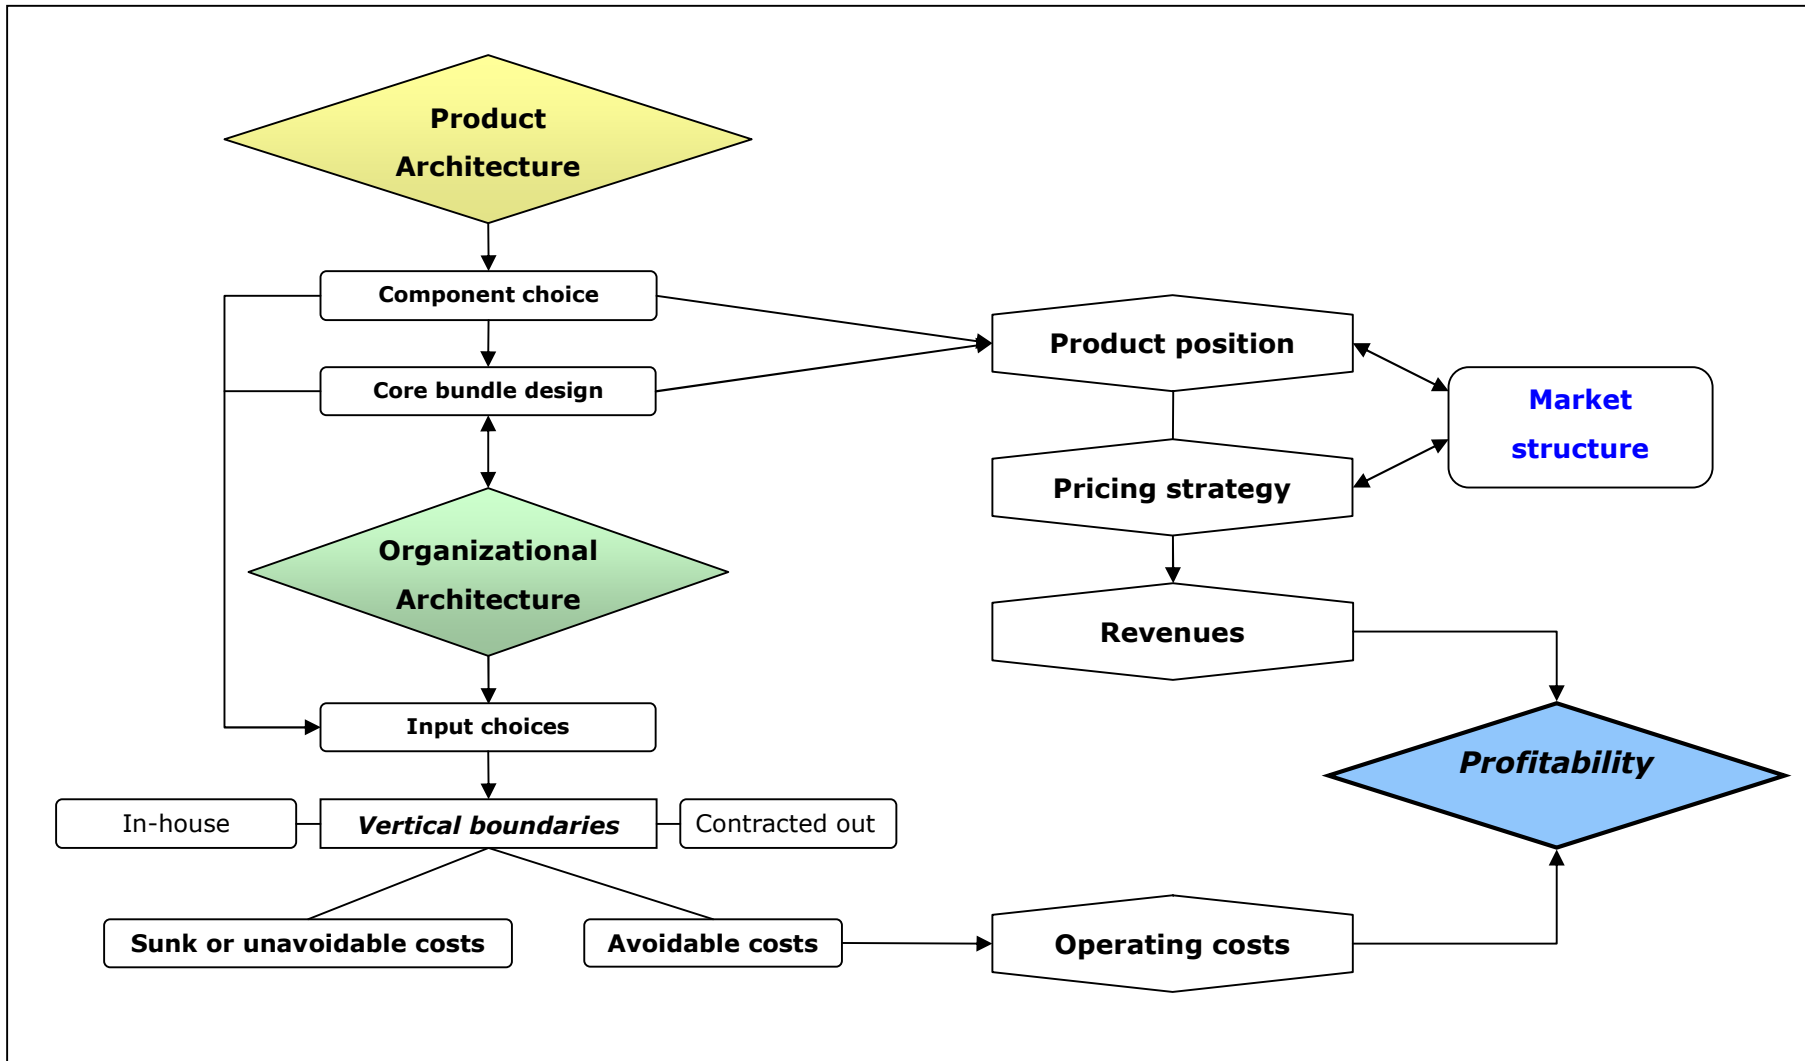 Product
Architecture
Component choice
Core bundle design
Organizational
Architecture
Input choices
In-house
Vertical boundaries
Contracted out
Sunk or unavoidable costs
Avoidable costs
Product position
Pricing strategy
Market
structure
Revenues
Profitability
Operating costs